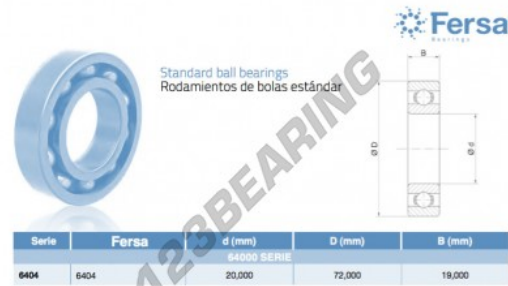 Fersa
Bearings
Standard ball bearings
Rodamientos de bolas estándar
B
Ø D
Ø d
123BEARING
Serie Fersa d (mm) D (mm) B (mm)
64000 SERIE
6404 6404 20,000 72,000 19,000